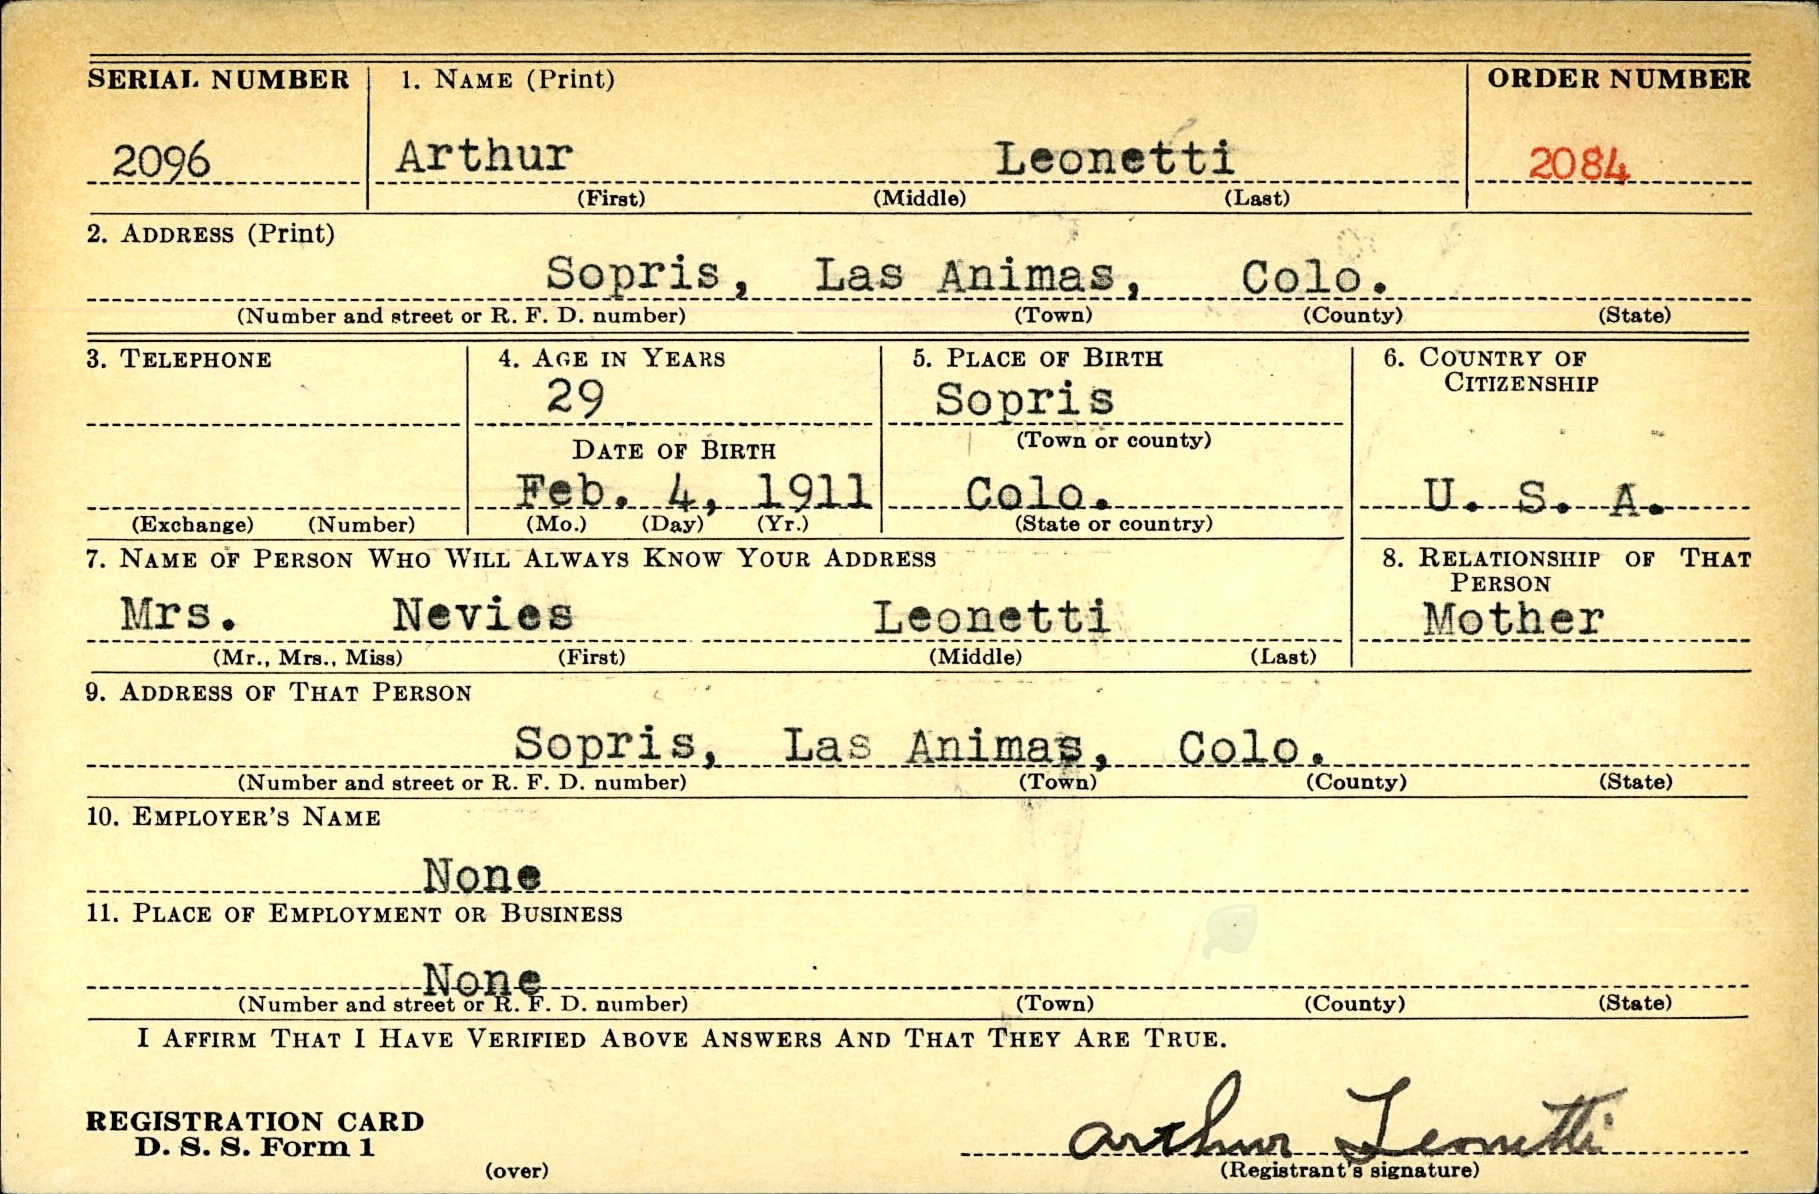 SERIAL NUMBER 1. NAME (Print) ORDER NUMBER
2096 Arthur Leonetti 2084
(First) (Middle) (Last)
2. ADDRESS (Print)
Sopris, Las Animas, Colo.
(Number and street or R. F. D. number) (Town) (County) (State)
3. TELEPHONE 4. AGE IN YEARS 5. PLACE OF BIRTH 6. COUNTRY OF
CITIZENSHIP
29 Sopris
DATE OF BIRTH (Town or county)
Feb. 4, 1911 Colo. U. S. A.
(Exchange) (Number) (Mo.) (Day) (Yr.) (State or country)
7. NAME OF PERSON WHO WILL ALWAYS KNOW YOUR ADDRESS 8. RELATIONSHIP OF THAT
PERSON
Mrs. Nevies Leonetti Mother
(Mr., Mrs., Miss) (First) (Middle) (Last)
9. ADDRESS OF THAT PERSON
Sopris, Las Animas, Colo.
(Number and street or R. F. D. number) (Town) (County) (State)
10. EMPLOYER'S NAME
None
11. PLACE OF EMPLOYMENT OR BUSINESS
None
(Number and street or R. F. D. number) (Town) (County) (State)
I AFFIRM THAT I HAVE VERIFIED ABOVE ANSWERS AND THAT THEY ARE TRUE.
REGISTRATION CARD
D. S. S. Form 1 Arthur Leonetti
(over) (Registrant's signature)